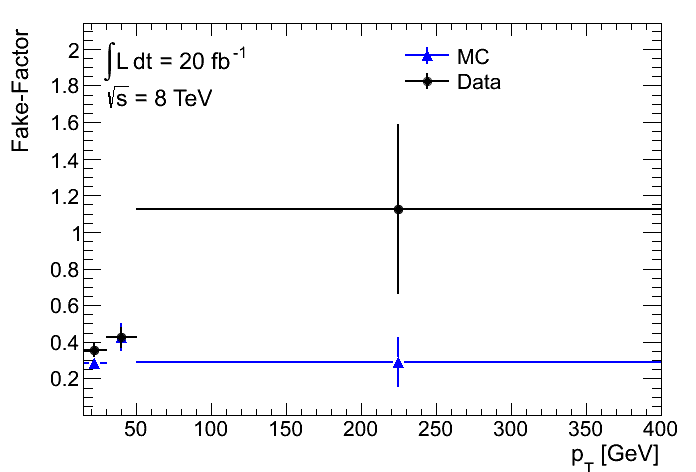 Fake-Factor
∫L dt = 20 fb⁻¹
√s = 8 TeV
MC
Data
2
1.8
1.6
1.4
1.2
1
0.8
0.6
0.4
0.2
50 100 150 200 250 300 350 400
p_T [GeV]